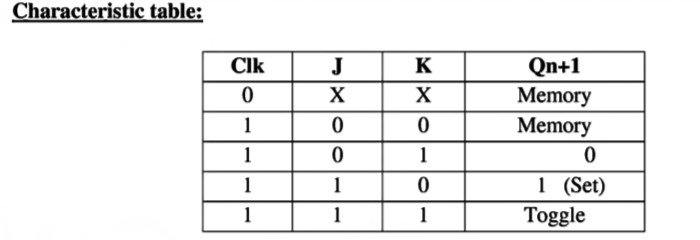 Characteristic table:
Clk J K Qn+1
0 X X Memory
1 0 0 Memory
1 0 1 0
1 1 0 1 (Set)
1 1 1 Toggle